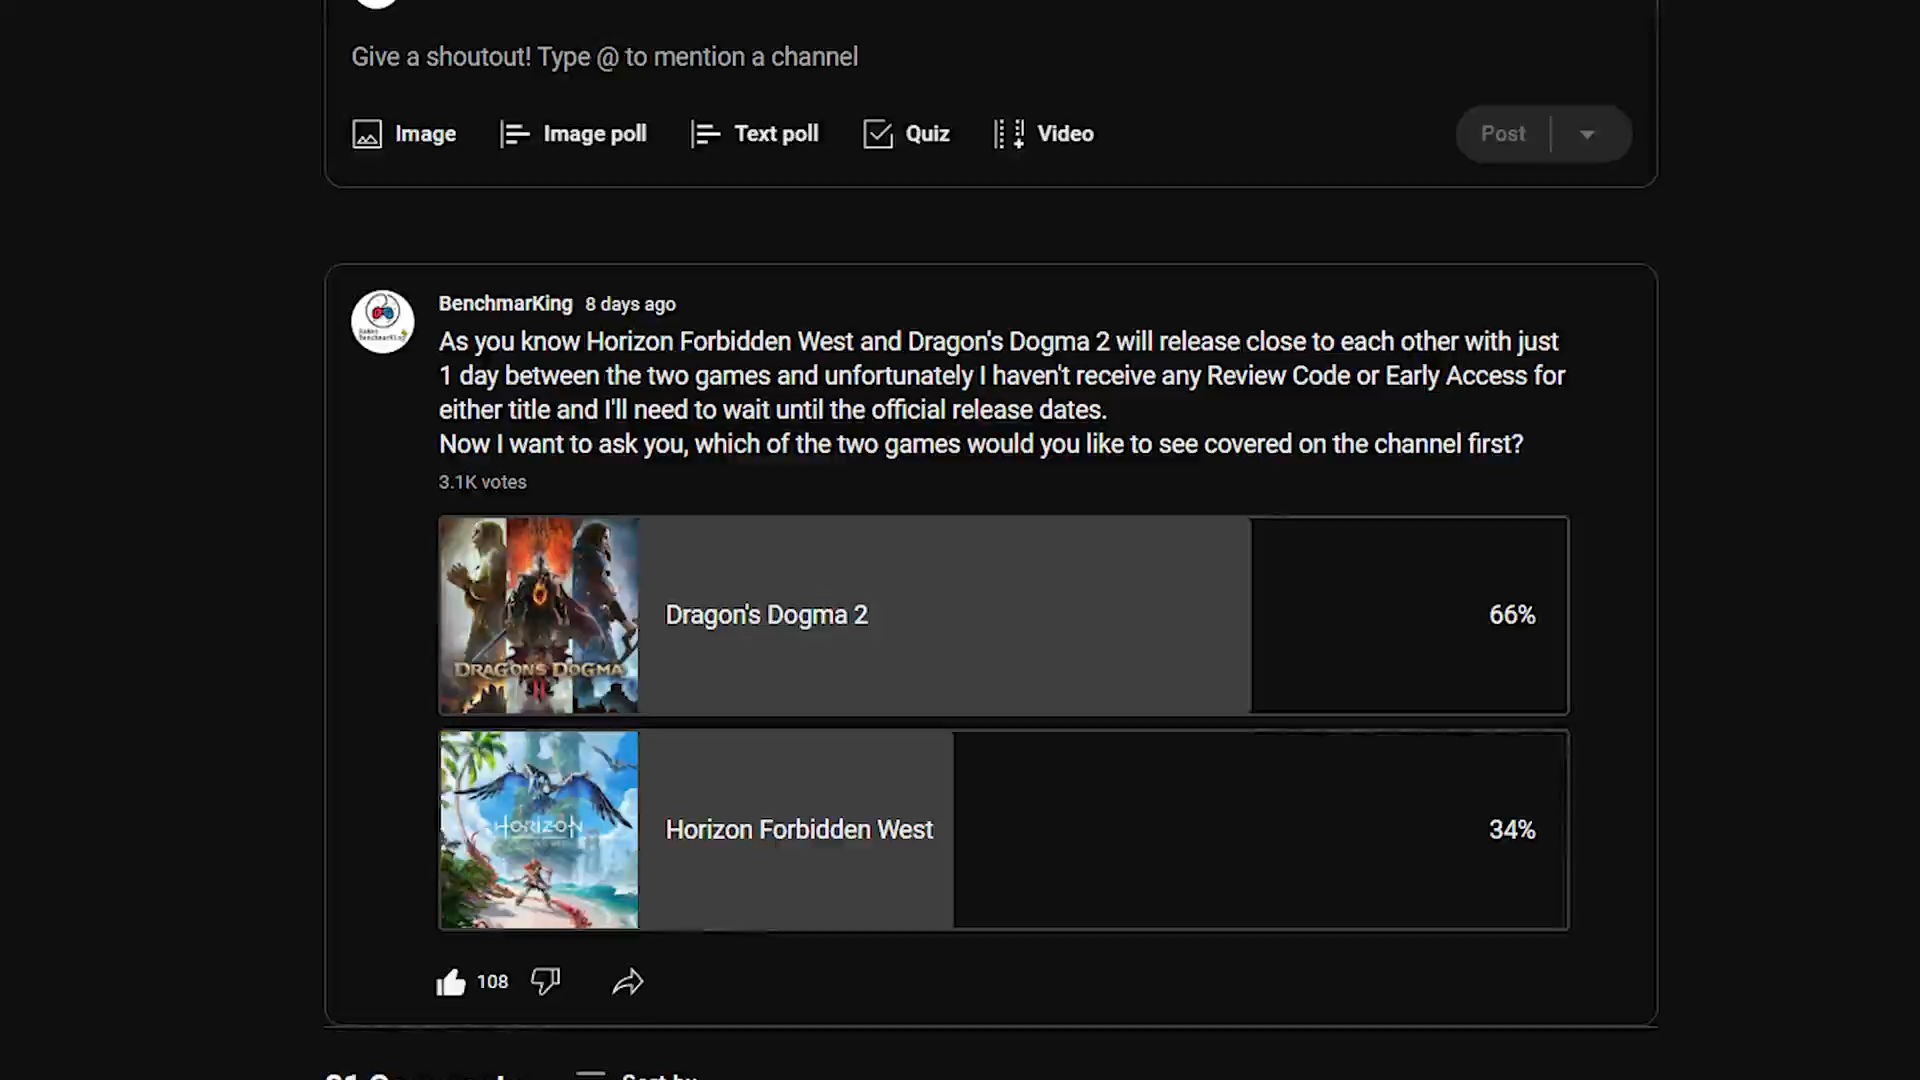 Give a shoutout! Type @ to mention a channel
Image
Image poll
Text poll
Quiz
Video
Post
BenchmarKing 8 days ago
As you know Horizon Forbidden West and Dragon's Dogma 2 will release close to each other with just
1 day between the two games and unfortunately I haven't receive any Review Code or Early Access for
either title and I'll need to wait until the official release dates.
Now I want to ask you, which of the two games would you like to see covered on the channel first?
3.1K votes
DRAGON'S DOGMA
II
Dragon's Dogma 2
66%
HORIZON
Horizon Forbidden West
34%
108
Sort by